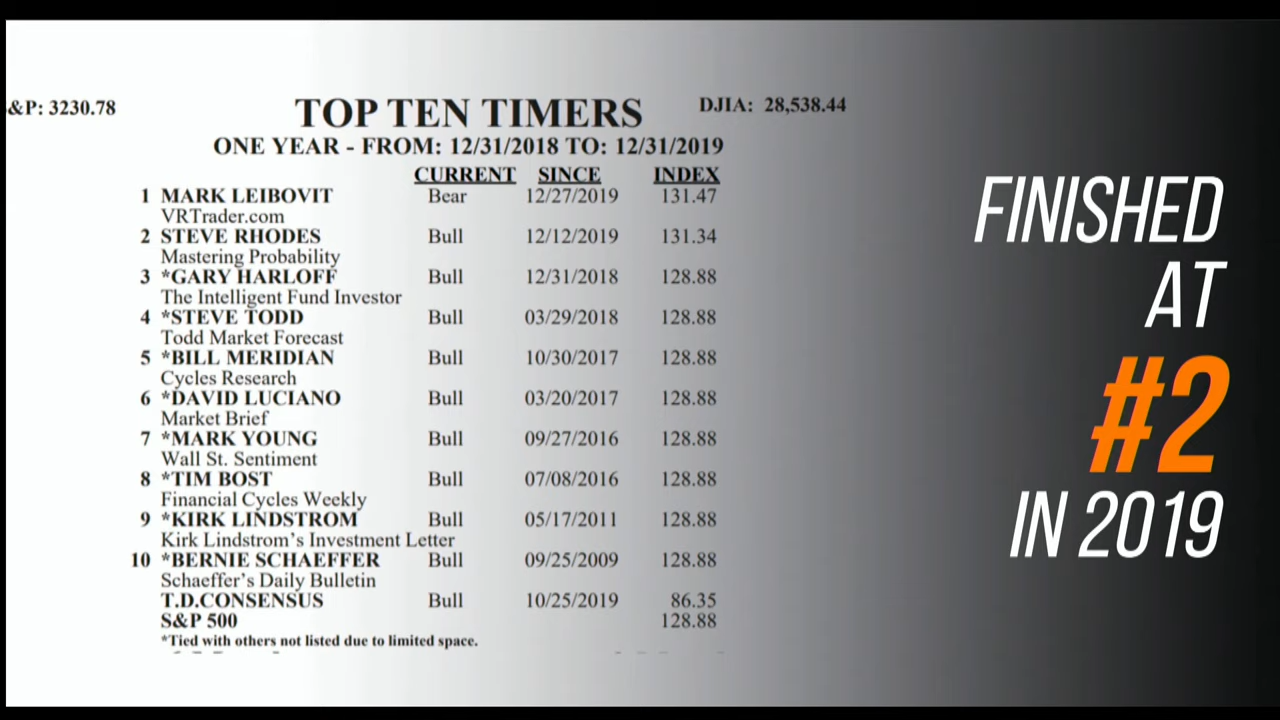 &P: 3230.78
TOP TEN TIMERS
DJIA: 28,538.44
ONE YEAR - FROM: 12/31/2018 TO: 12/31/2019
CURRENT SINCE INDEX
1 MARK LEIBOVIT Bear 12/27/2019 131.47
VRTrader.com
2 STEVE RHODES Bull 12/12/2019 131.34
Mastering Probability
3 *GARY HARLOFF Bull 12/31/2018 128.88
The Intelligent Fund Investor
4 *STEVE TODD Bull 03/29/2018 128.88
Todd Market Forecast
5 *BILL MERIDIAN Bull 10/30/2017 128.88
Cycles Research
6 *DAVID LUCIANO Bull 03/20/2017 128.88
Market Brief
7 *MARK YOUNG Bull 09/27/2016 128.88
Wall St. Sentiment
8 *TIM BOST Bull 07/08/2016 128.88
Financial Cycles Weekly
9 *KIRK LINDSTROM Bull 05/17/2011 128.88
Kirk Lindstrom's Investment Letter
10 *BERNIE SCHAEFFER Bull 09/25/2009 128.88
Schaeffer's Daily Bulletin
T.D.CONSENSUS Bull 10/25/2019 86.35
S&P 500 128.88
*Tied with others not listed due to limited space.
FINISHED
AT
#2
IN 2019